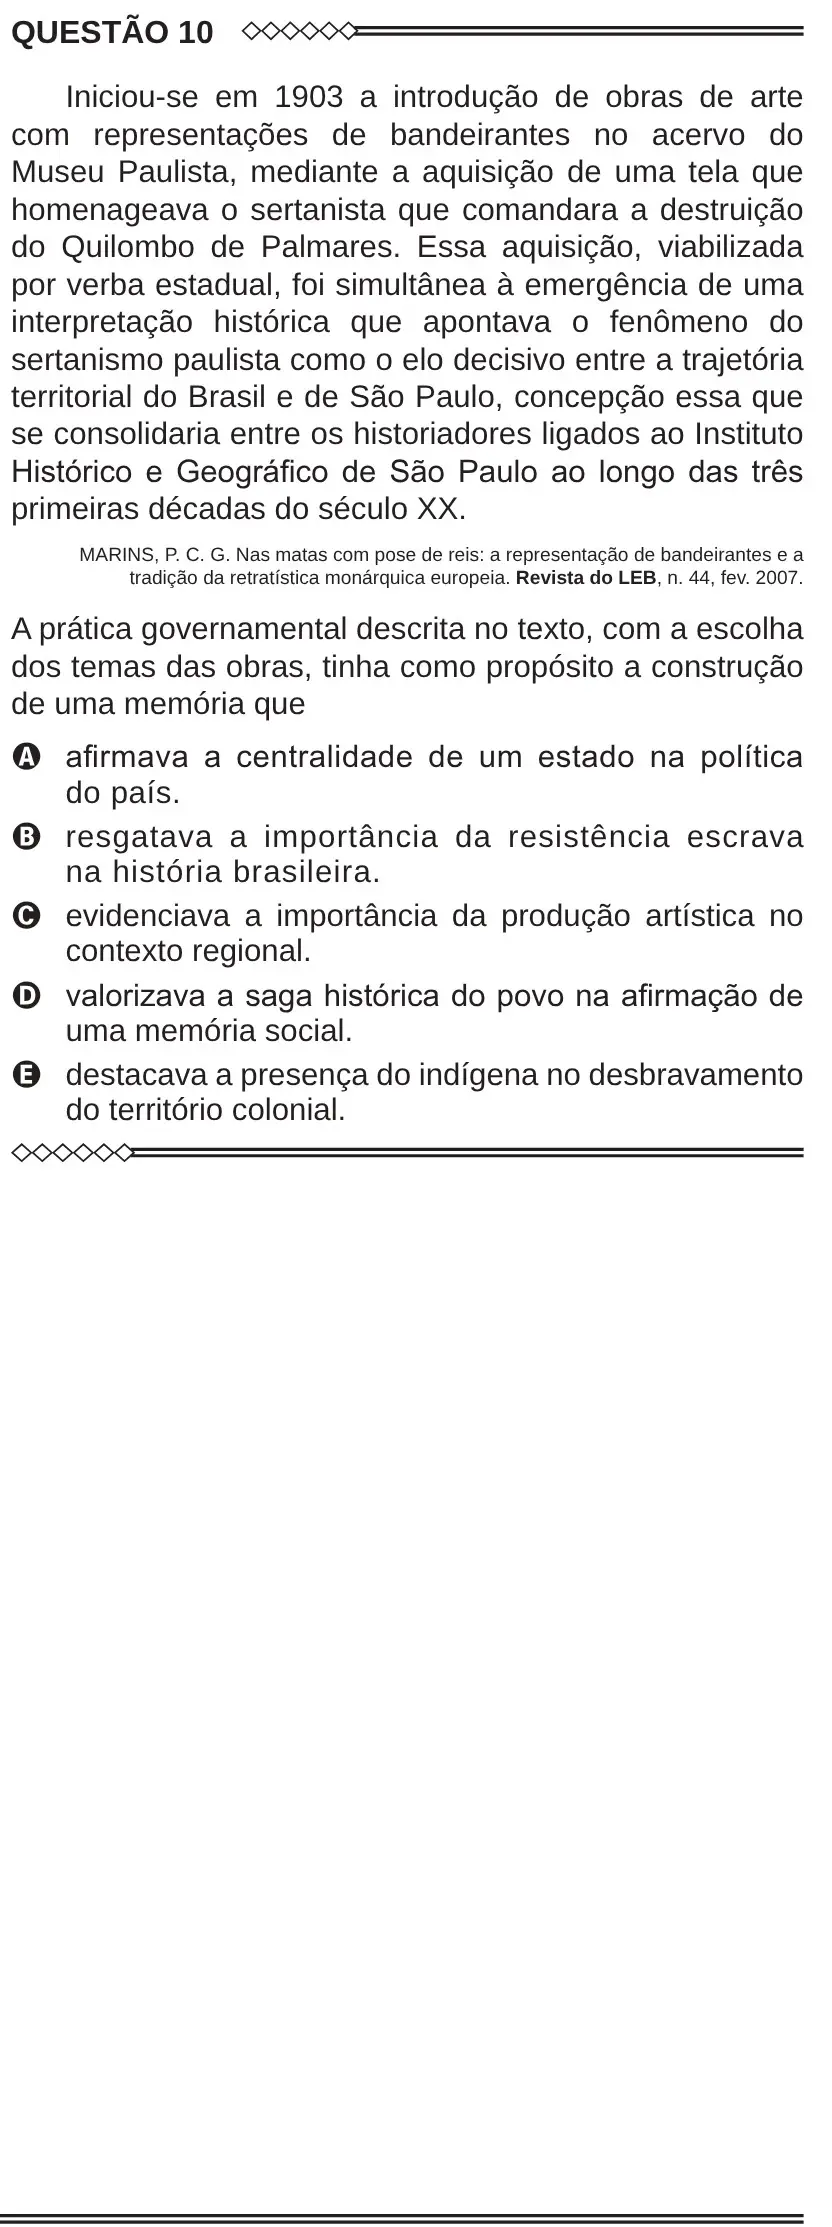 QUESTÃO 10
Iniciou-se em 1903 a introdução de obras de arte
com representações de bandeirantes no acervo do
Museu Paulista, mediante a aquisição de uma tela que
homenageava o sertanista que comandara a destruição
do Quilombo de Palmares. Essa aquisição, viabilizada
por verba estadual, foi simultânea à emergência de uma
interpretação histórica que apontava o fenômeno do
sertanismo paulista como o elo decisivo entre a trajetória
territorial do Brasil e de São Paulo, concepção essa que
se consolidaria entre os historiadores ligados ao Instituto
Histórico e Geográfico de São Paulo ao longo das três
primeiras décadas do século XX.
MARINS, P. C. G. Nas matas com pose de reis: a representação de bandeirantes e a
tradição da retratística monárquica europeia. Revista do LEB, n. 44, fev. 2007.
A prática governamental descrita no texto, com a escolha
dos temas das obras, tinha como propósito a construção
de uma memória que
A afirmava a centralidade de um estado na política
do país.
B resgatava a importância da resistência escrava
na história brasileira.
C evidenciava a importância da produção artística no
contexto regional.
D valorizava a saga histórica do povo na afirmação de
uma memória social.
E destacava a presença do indígena no desbravamento
do território colonial.